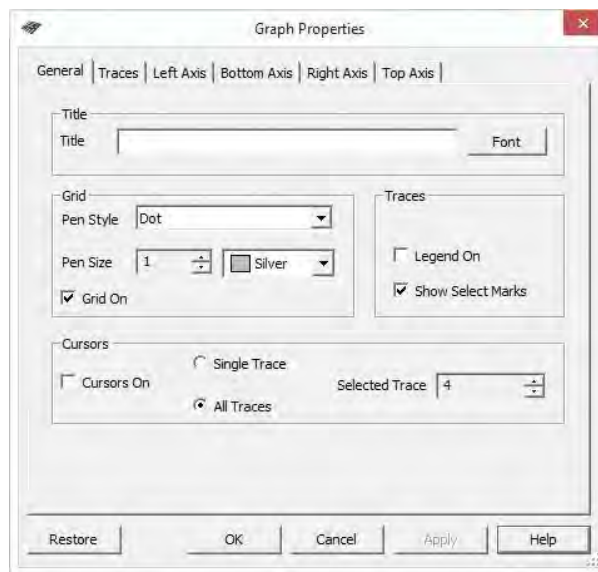 Graph Properties
General Traces Left Axis Bottom Axis Right Axis Top Axis
Title
Title Font
Grid
Pen Style Dot
Pen Size 1 Silver
Grid On
Traces
Legend On
Show Select Marks
Cursors
Cursors On
Single Trace
All Traces
Selected Trace 4
Restore OK Cancel Apply Help